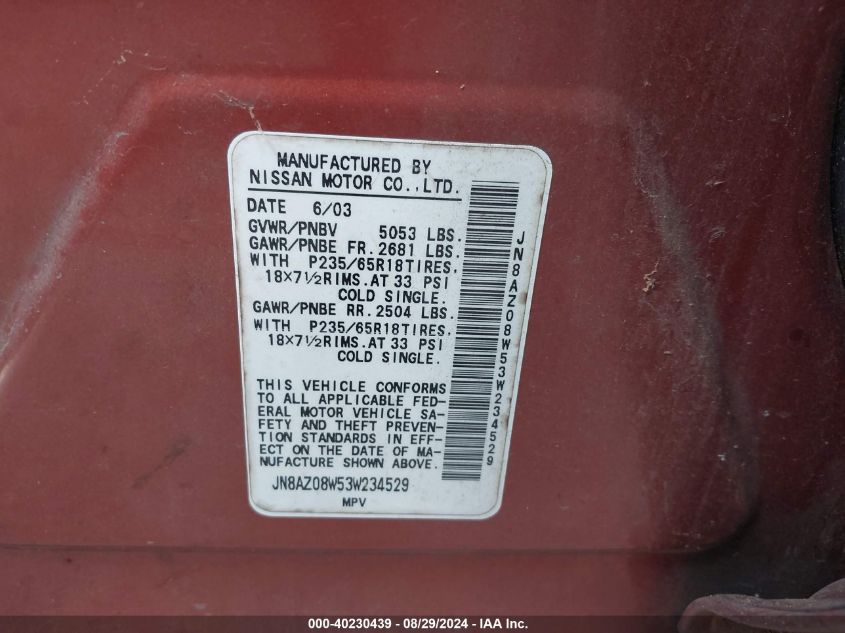 MANUFACTURED BY
NISSAN MOTOR CO.,LTD.
DATE 6/03
GVWR/PNBV 5053 LBS.
GAWR/PNBE FR. 2681 LBS.
WITH P235/65R18TIRES.
18×7½RIMS.AT 33 PSI
COLD SINGLE.
GAWR/PNBE RR. 2504 LBS.
WITH P235/65R18TIRES.
18×7½RIMS.AT 33 PSI
COLD SINGLE.
THIS VEHICLE CONFORMS
TO ALL APPLICABLE FED-
ERAL MOTOR VEHICLE SA-
FETY AND THEFT PREVEN-
TION STANDARDS IN EFF-
ECT ON THE DATE OF MA-
NUFACTURE SHOWN ABOVE.
JN8AZ08W53W234529
MPV
JN8AZ08W53W234529
000-40230439 - 08/29/2024 - IAA Inc.